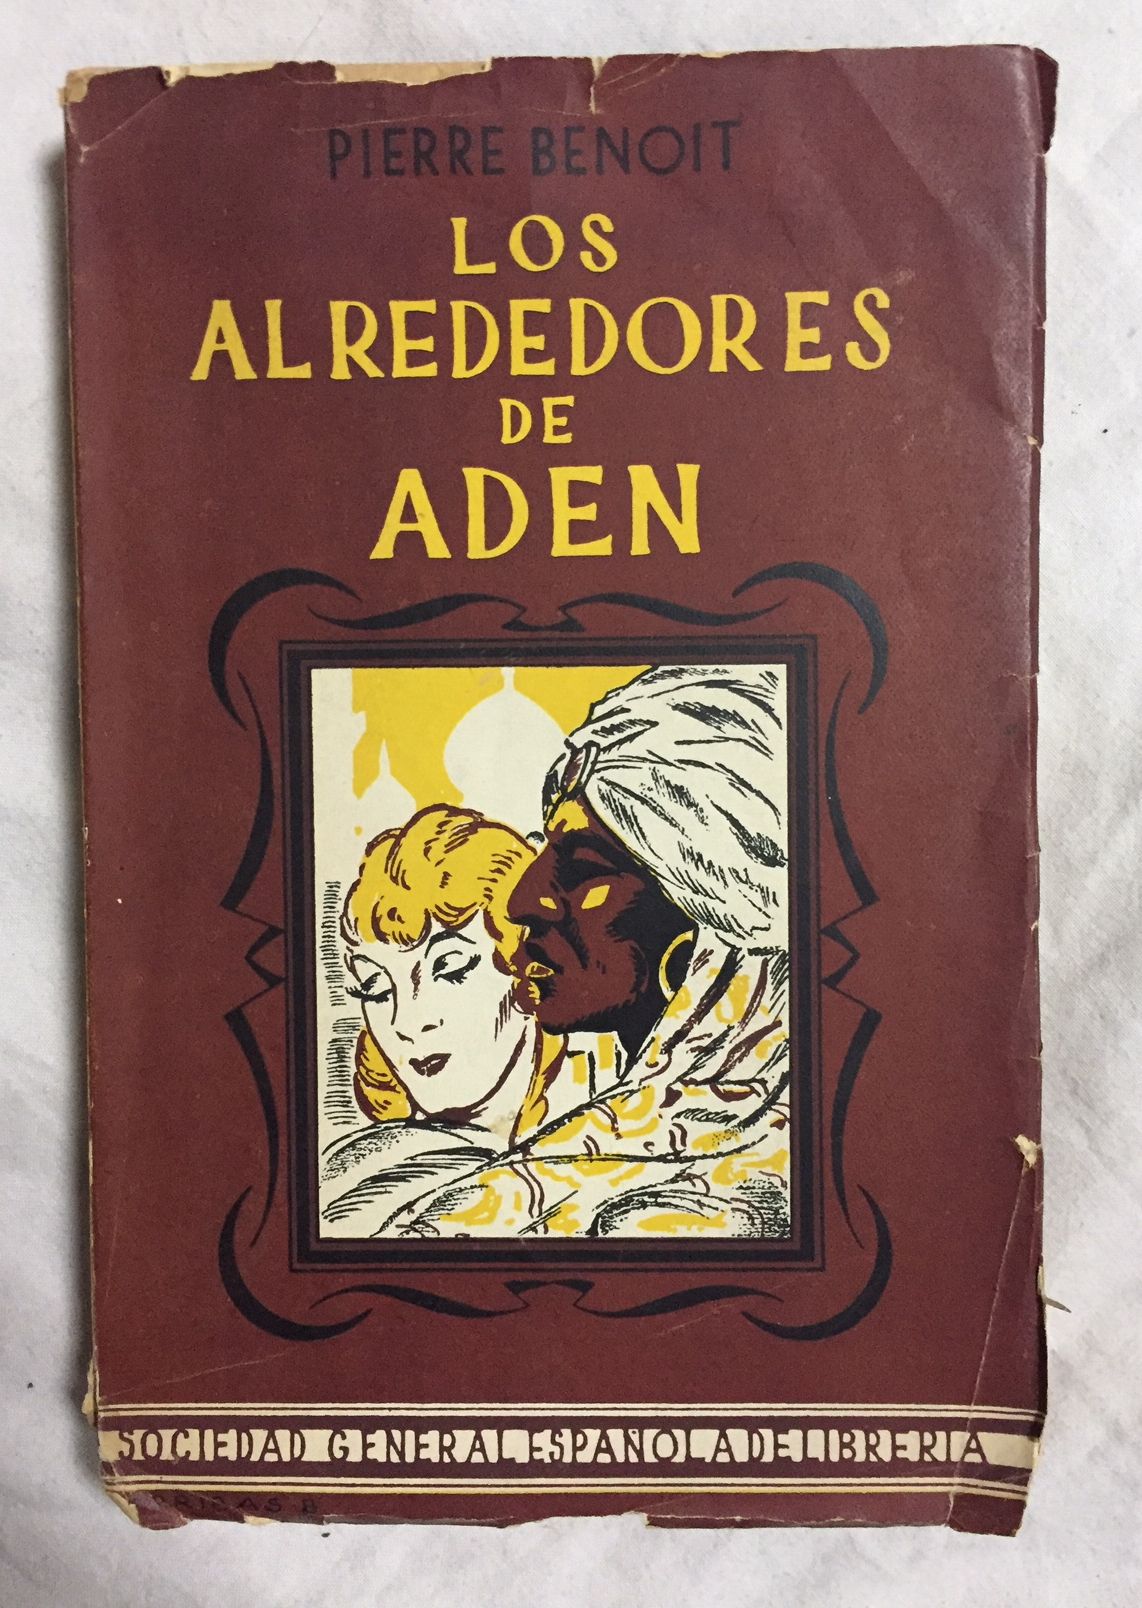 PIERRE BENOIT
LOS
ALREDEDORES
DE
ADEN
SOCIEDAD GENERAL ESPAÑOLA DE LIBRERIA